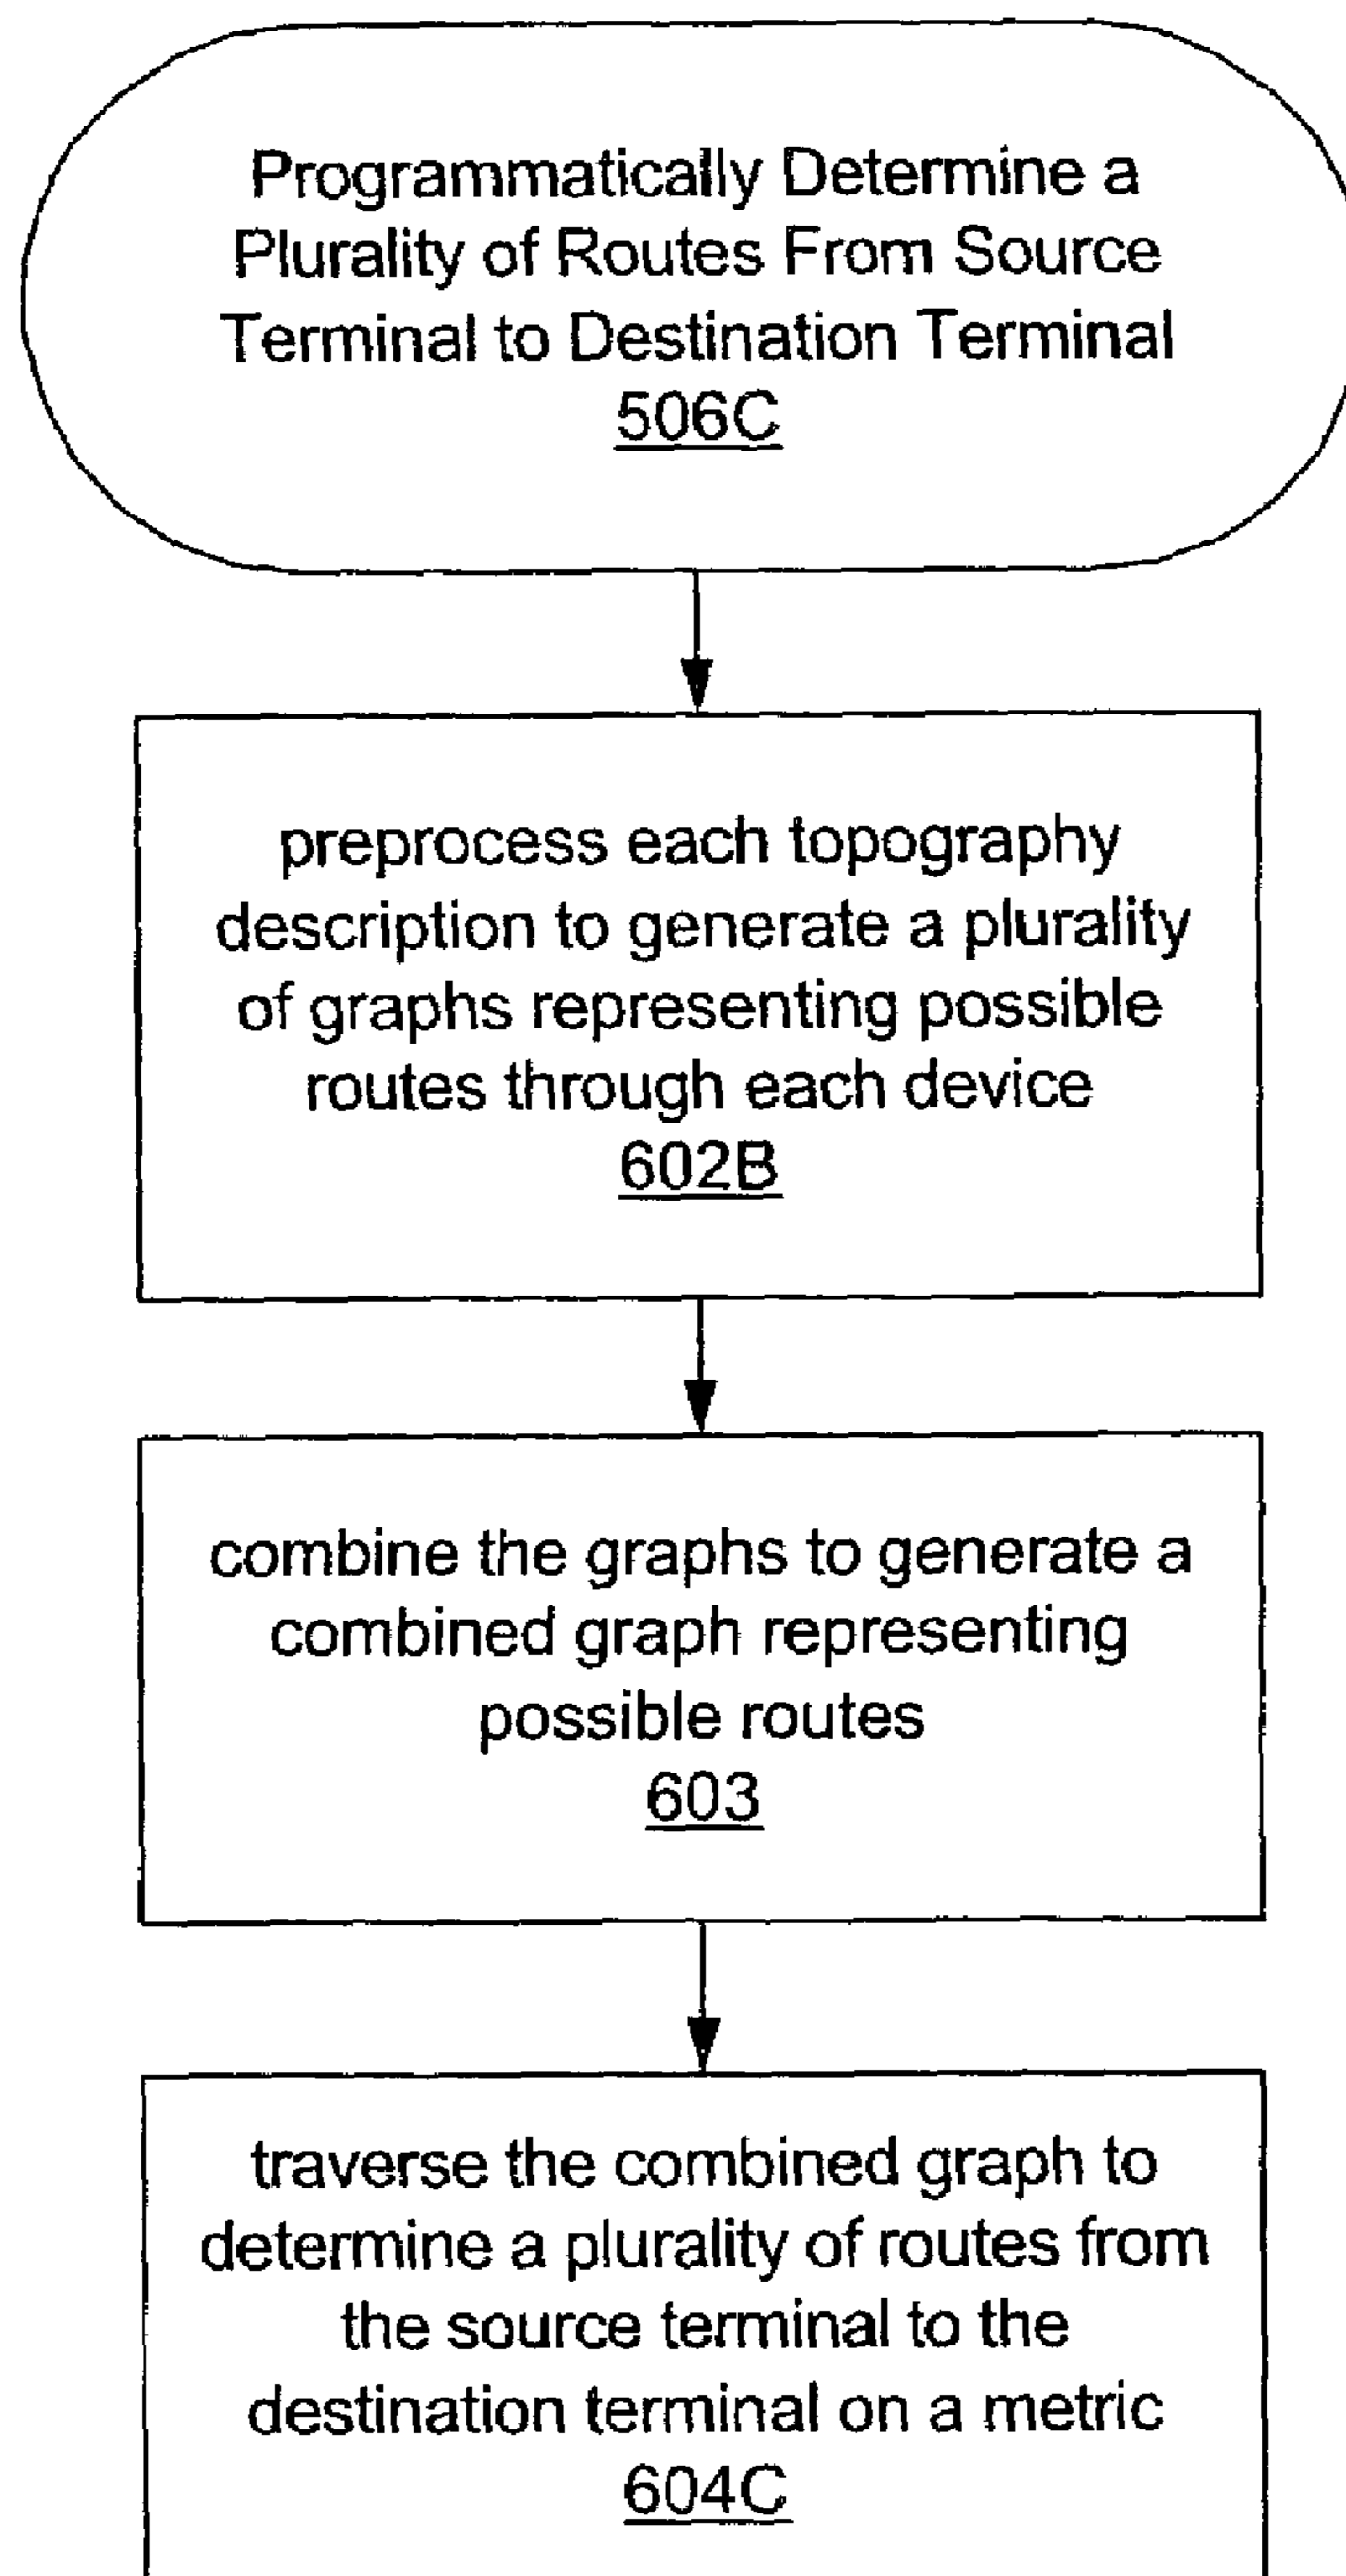 Programmatically Determine a
Plurality of Routes From Source
Terminal to Destination Terminal
506C
preprocess each topography
description to generate a plurality
of graphs representing possible
routes through each device
602B
combine the graphs to generate a
combined graph representing
possible routes
603
traverse the combined graph to
determine a plurality of routes from
the source terminal to the
destination terminal on a metric
604C